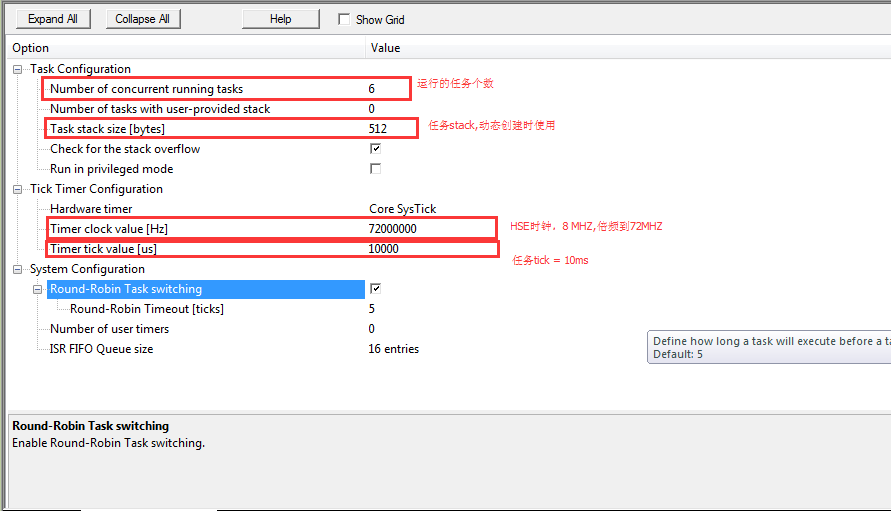 Expand All Collapse All Help Show Grid
Option Value
Task Configuration
Number of concurrent running tasks 6 运行的任务个数
Number of tasks with user-provided stack 0
Task stack size [bytes] 512 任务stack,动态创建时使用
Check for the stack overflow
Run in privileged mode
Tick Timer Configuration
Hardware timer Core SysTick
Timer clock value [Hz] 72000000 HSE时钟．8 MHZ,倍频到72MHZ
Timer tick value [us] 10000 任务tick = 10ms
System Configuration
Round-Robin Task switching
Round-Robin Timeout [ticks] 5
Number of user timers 0
ISR FIFO Queue size 16 entries
Define how long a task will execute before a ta
Default: 5
Round-Robin Task switching
Enable Round-Robin Task switching.